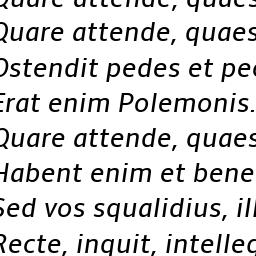 Quare attende, quaes
Quare attende, quaes
Ostendit pedes et pe
Erat enim Polemonis.
Quare attende, quaes
Habent enim et bene
Sed vos squalidius, ill
Recte, inquit, intelleg